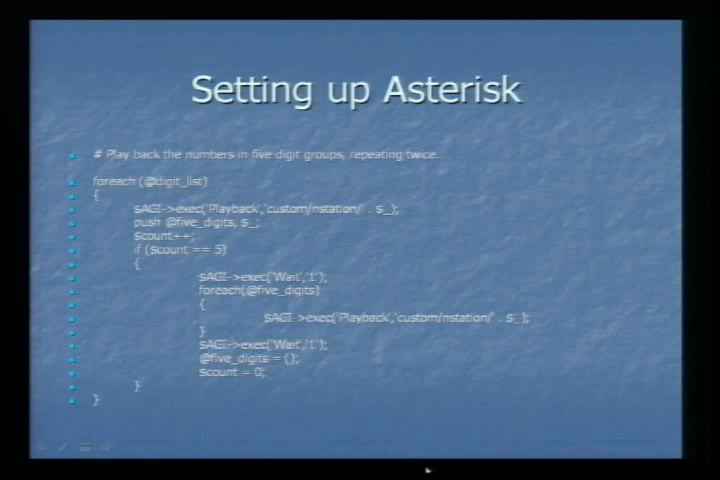 Setting up Asterisk
# Play back the numbers in five digit groups, repeating twice.
foreach (@digit_list)
{
$AGI->exec('Playback','custom/nstation/' . $_);
push @five_digits, $_;
$count++;
if ($count == 5)
{
$AGI->exec('Wait','1');
foreach(@five_digits)
{
$AGI->exec('Playback','custom/nstation/' . $_);
}
$AGI->exec('Wait','1');
@five_digits = ();
$count = 0;
}
}